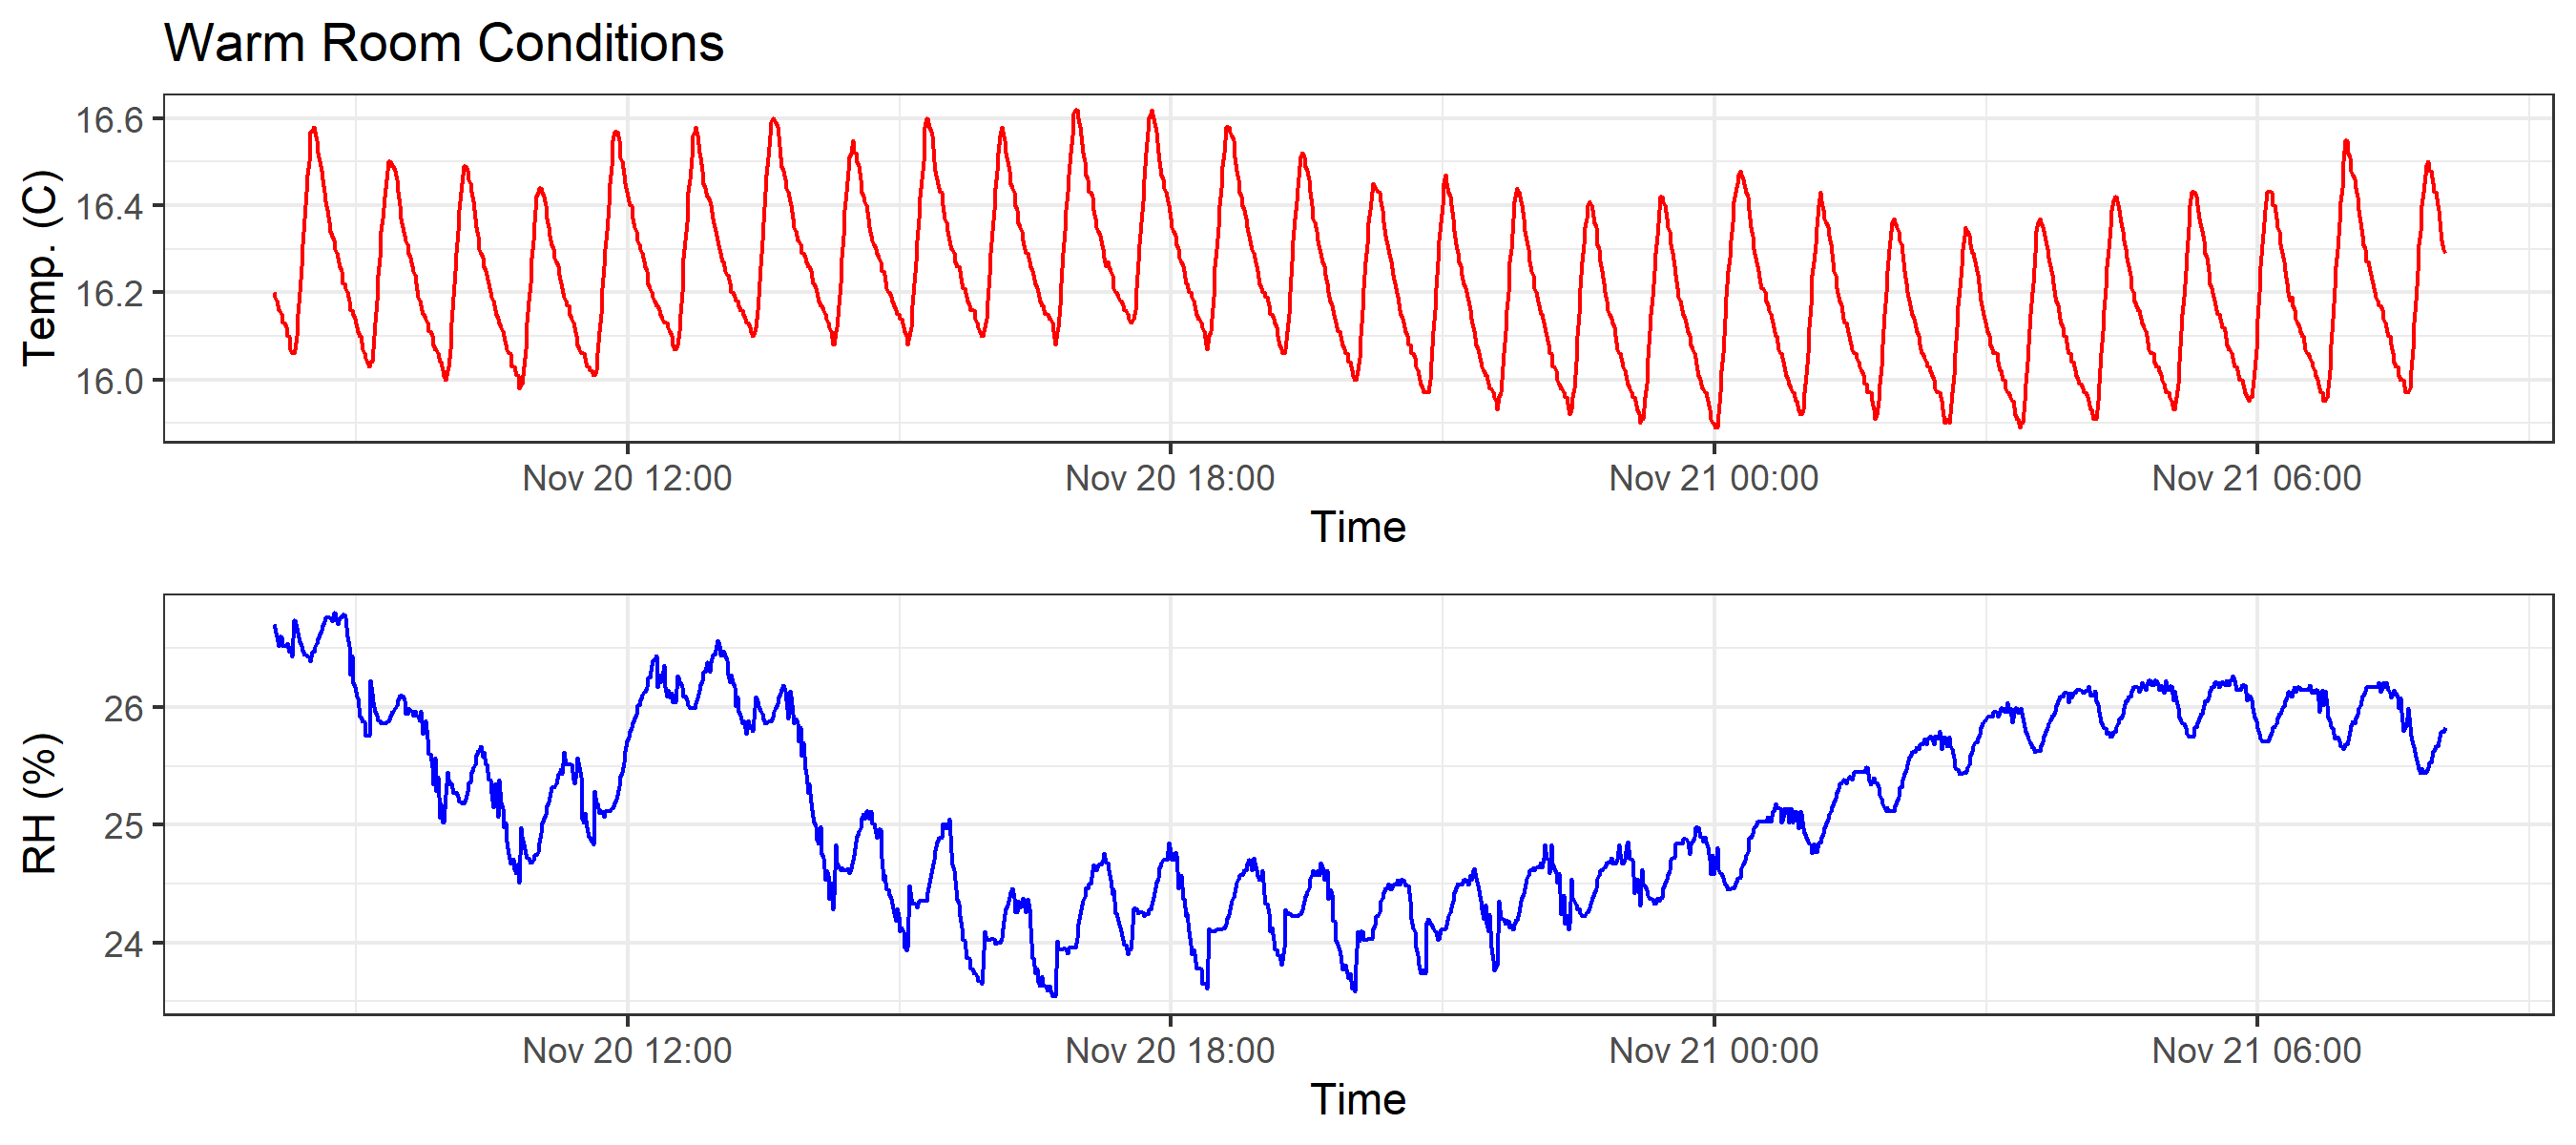 Warm Room Conditions
16.6
16.4
16.2
16.0
Temp. (C)
Nov 20 12:00 Nov 20 18:00 Nov 21 00:00 Nov 21 06:00
Time
26
25
24
RH (%)
Nov 20 12:00 Nov 20 18:00 Nov 21 00:00 Nov 21 06:00
Time